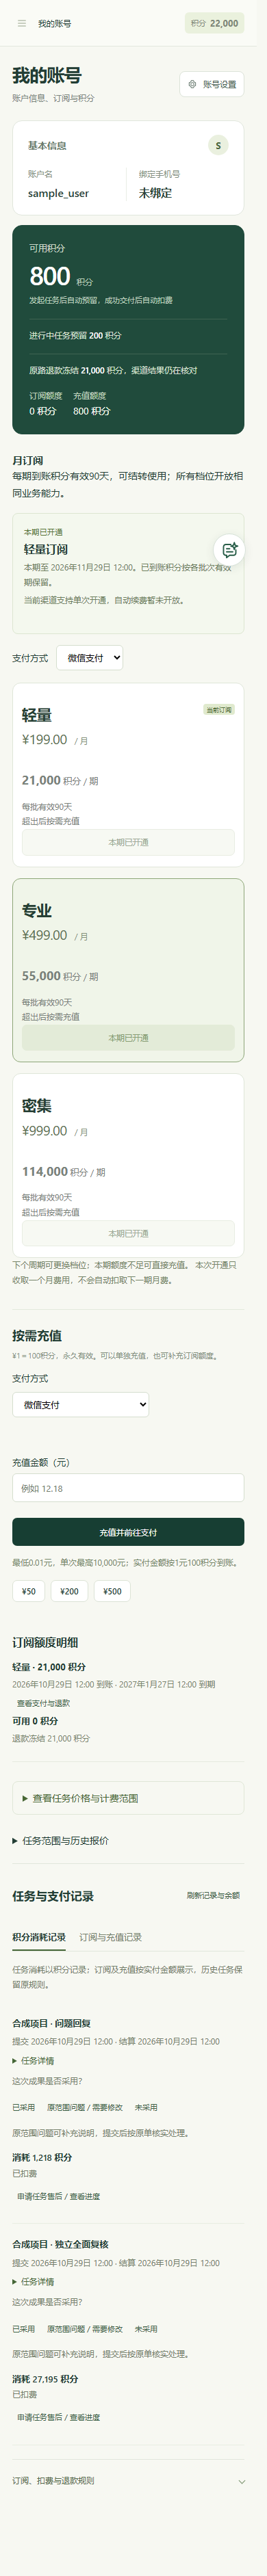 我的账号
积分 22,000
我的账号
账户信息、订阅与积分
账号设置
基本信息
S
账户名
绑定手机号
sample_user
未绑定
可用积分
800 积分
发起任务后自动预留，成功交付后自动扣费
进行中任务预留 200 积分
原路退款冻结 21,000 积分，渠道结果仍在核对
订阅额度
充值额度
0 积分
800 积分
月订阅
每期到账积分有效90天，可结转使用；所有档位开放相
同业务能力。
本期已开通
轻量订阅
本期至 2026年11月29日 12:00。已到账积分按各批次有效
期保留。
当前渠道支持单次开通，自动续费暂未开放。
支付方式
微信支付
轻量
当前订阅
¥199.00 / 月
21,000 积分 / 期
每批有效90天
超出后按需充值
本期已开通
专业
¥499.00 / 月
55,000 积分 / 期
每批有效90天
超出后按需充值
本期已开通
密集
¥999.00 / 月
114,000 积分 / 期
每批有效90天
超出后按需充值
本期已开通
下个周期可更换档位；本期额度不足可直接充值。 本次开通只
收取一个月费用，不会自动扣取下一期月费。
按需充值
¥1 = 100积分，永久有效。可以单独充值，也可补充订阅额度。
支付方式
微信支付
充值金额（元）
例如 12.18
充值并前往支付
最低0.01元，单次最高10,000元；实付金额按1元100积分到账。
¥50
¥200
¥500
订阅额度明细
轻量 · 21,000 积分
2026年10月29日 12:00 到账 · 2027年1月27日 12:00 到期
查看支付与退款
可用 0 积分
退款冻结 21,000 积分
查看任务价格与计费范围
任务范围与历史报价
任务与支付记录
刷新记录与余额
积分消耗记录
订阅与充值记录
任务消耗以积分记录；订阅及充值按实付金额展示，历史任务保
留原规则。
合成项目 · 问题回复
提交 2026年10月29日 12:00 · 结算 2026年10月29日 12:00
任务详情
这次成果是否采用？
已采用
原范围问题 / 需要修改
未采用
原范围问题可补充说明，提交后按原单核实处理。
消耗 1,218 积分
已扣费
申请任务售后 / 查看进度
合成项目 · 独立全面复核
提交 2026年10月29日 12:00 · 结算 2026年10月29日 12:00
任务详情
这次成果是否采用？
已采用
原范围问题 / 需要修改
未采用
原范围问题可补充说明，提交后按原单核实处理。
消耗 27,195 积分
已扣费
申请任务售后 / 查看进度
订阅、扣费与退款规则